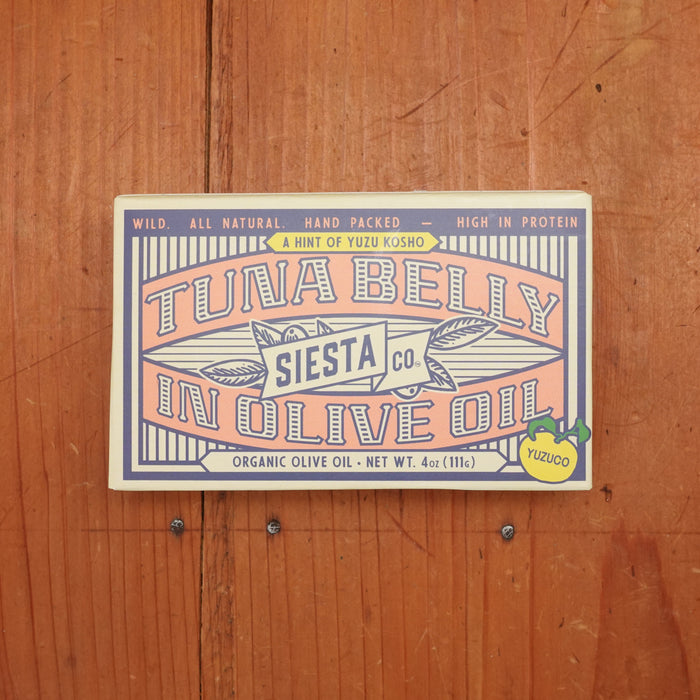 WILD. ALL NATURAL. HAND PACKED — HIGH IN PROTEIN
A HINT OF YUZU KOSHO
TUNA BELLY
SIESTA CO.
IN OLIVE OIL
YUZUCO
ORGANIC OLIVE OIL • NET WT. 4OZ (111G)